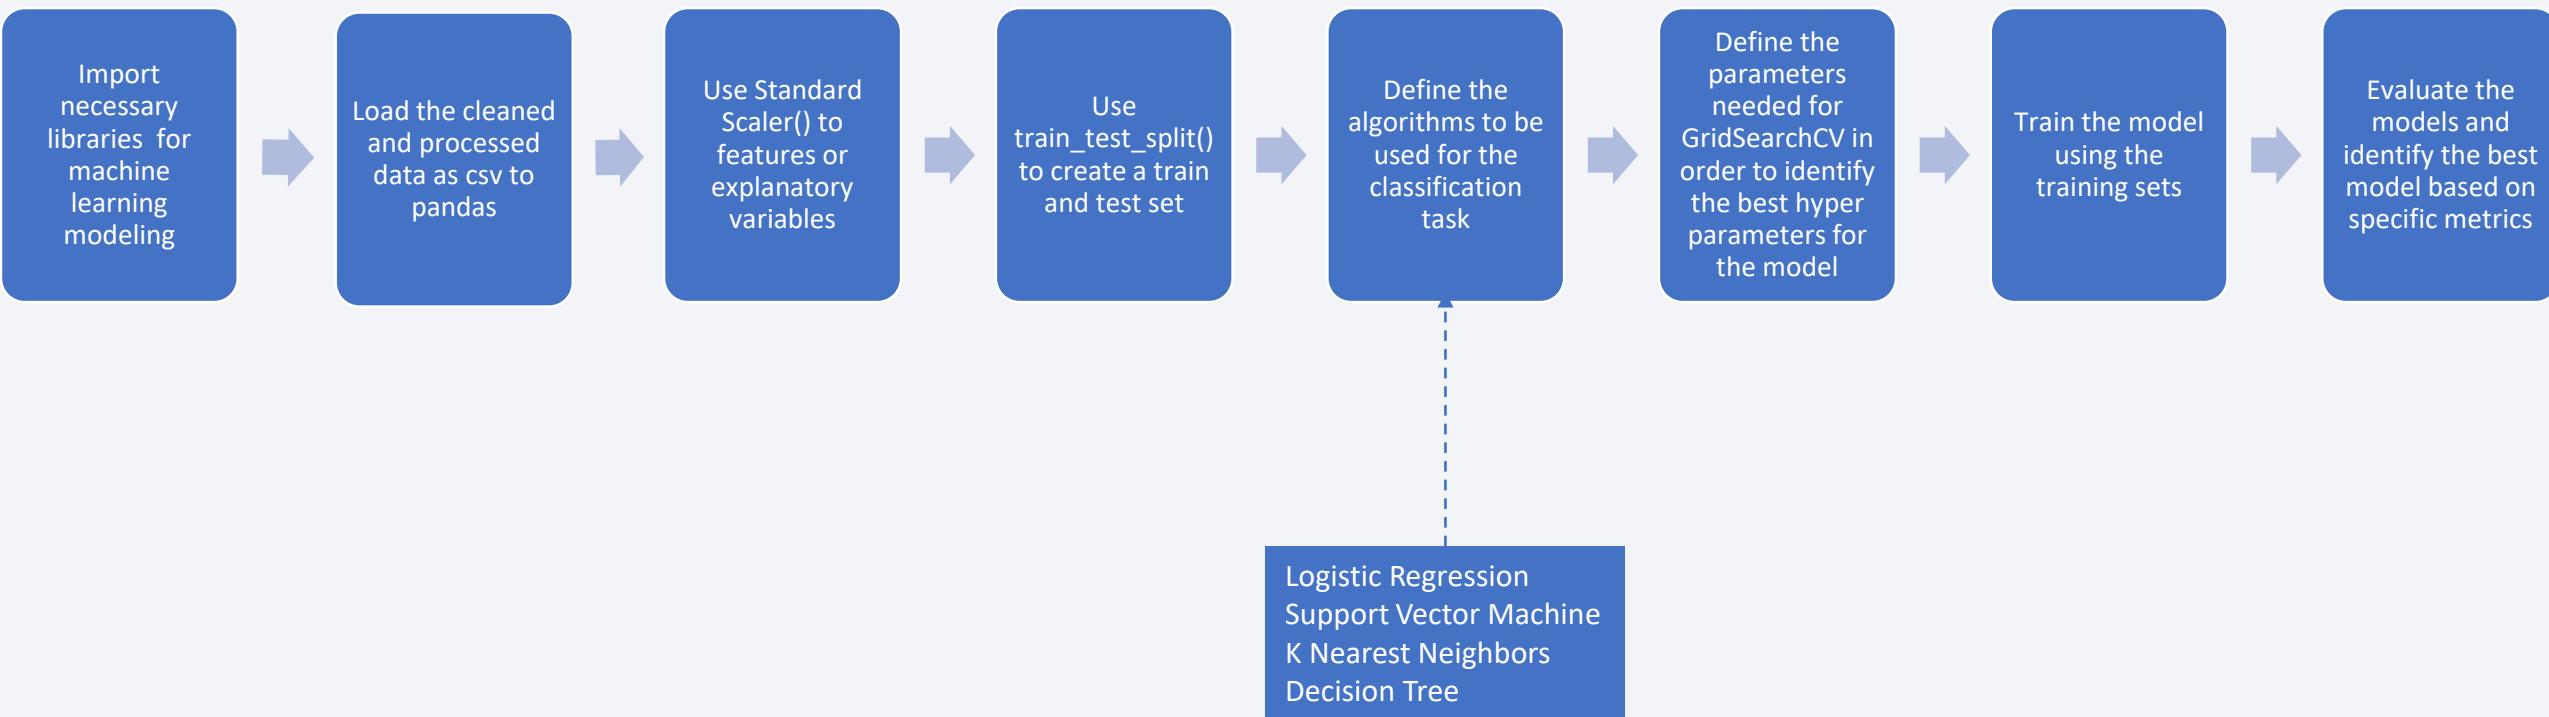 Import
necessary
libraries  for
machine
learning
modeling
Load the cleaned
and processed
data as csv to
pandas
Use Standard
Scaler() to
features or
explanatory
variables
Use
train_test_split()
to create a train
and test set
Define the
algorithms to be
used for the
classification
task
Define the
parameters
needed for
GridSearchCV in
order to identify
the best hyper
parameters for
the model
Train the model
using the
training sets
Evaluate the
models and
identify the best
model based on
specific metrics
Logistic Regression
Support Vector Machine
K Nearest Neighbors
Decision Tree